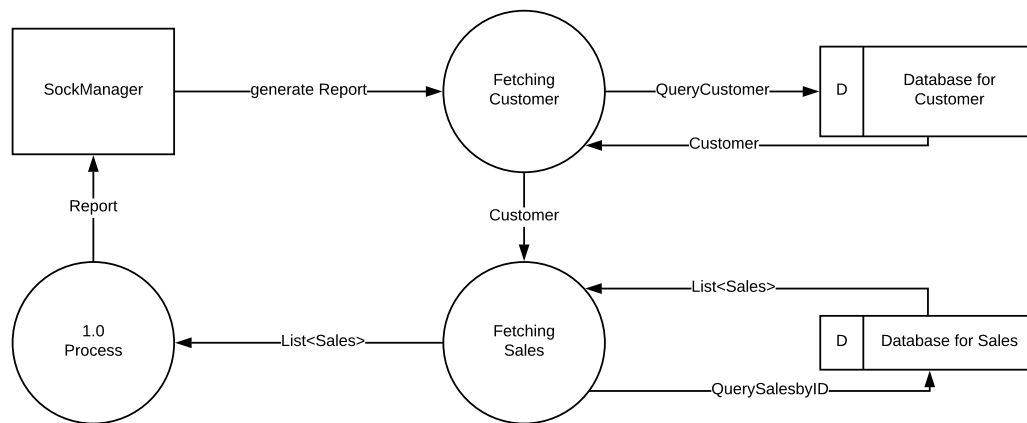 SockManager
generate Report
Fetching
Customer
QueryCustomer
D
Database for
Customer
Customer
Report
Customer
1.0
Process
List<Sales>
Fetching
Sales
List<Sales>
D
Database for Sales
QuerySalesbyID